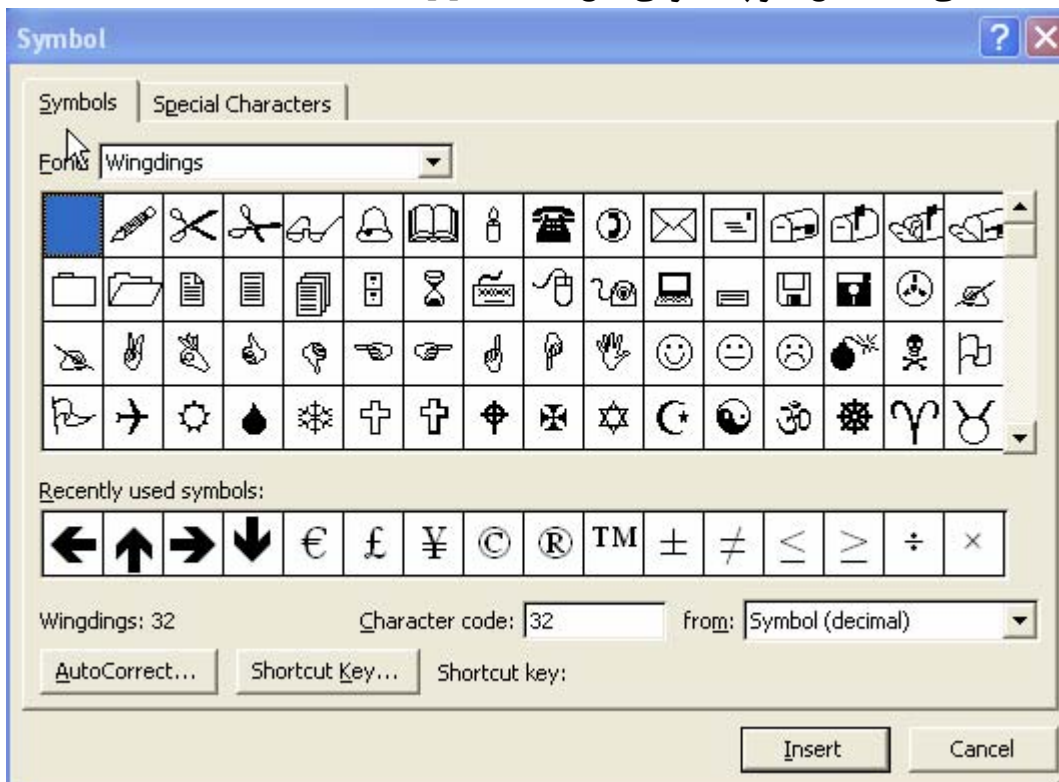 Symbol
Symbols Special Characters
Font: Wingdings
Recently used symbols:
€ £ ¥ © ® TM ± ≠ ≤ ≥ ÷ ×
Wingdings: 32 Character code: 32 from: Symbol (decimal)
AutoCorrect... Shortcut Key... Shortcut key:
Insert Cancel